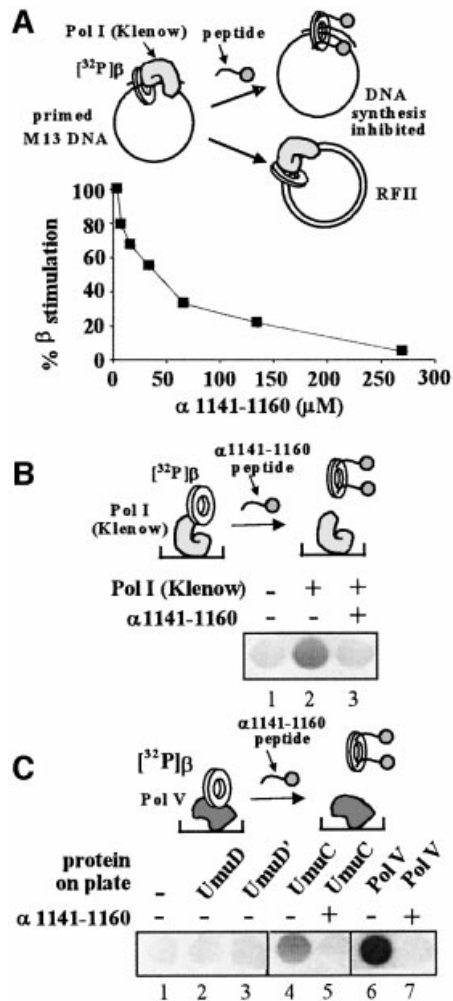 A
Pol I (Klenow)
peptide
[³²P]β
primed
M13 DNA
DNA
synthesis
inhibited
RFII
% β stimulation
100
80
60
40
20
0
0 50 100 150 200 250 300
α 1141-1160 (μM)
B
[³²P]β
α1141-1160
peptide
Pol I
(Klenow)
Pol I (Klenow) - + +
α1141-1160 - - +
1 2 3
C
[³²P]β
α1141-1160
peptide
Pol V
protein
on plate
- UmuD UmuD' UmuC UmuC Pol V Pol V
α 1141-1160 - - - - + - +
1 2 3 4 5 6 7